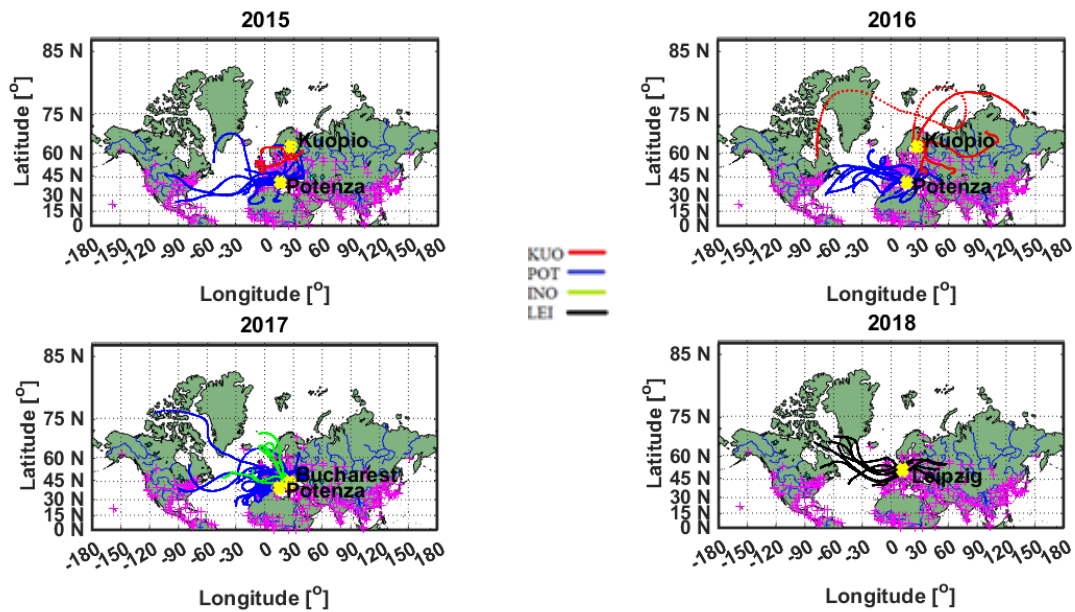 2015
85 N
75 N
60 N
45 N
30 N
15 N
0
Latitude [o]
Kuopio
Potenza
-180
-150
-120
-90
-60
-30
0
30
60
90
120
150
180
Longitude [o]
2016
85 N
75 N
60 N
45 N
30 N
15 N
0
Latitude [o]
Kuopio
Potenza
-180
-150
-120
-90
-60
-30
0
30
60
90
120
150
180
Longitude [o]
KUO
POT
INO
LEI
2017
85 N
75 N
60 N
45 N
30 N
15 N
0 N
Latitude [o]
Bucharest
Potenza
-180
-150
-120
-90
-60
-30
0
30
60
90
120
150
180
Longitude [o]
2018
85 N
75 N
60 N
45 N
30 N
15 N
0 N
Latitude [o]
Leipzig
-180
-150
-120
-90
-60
-30
0
30
60
90
120
150
180
Longitude [o]